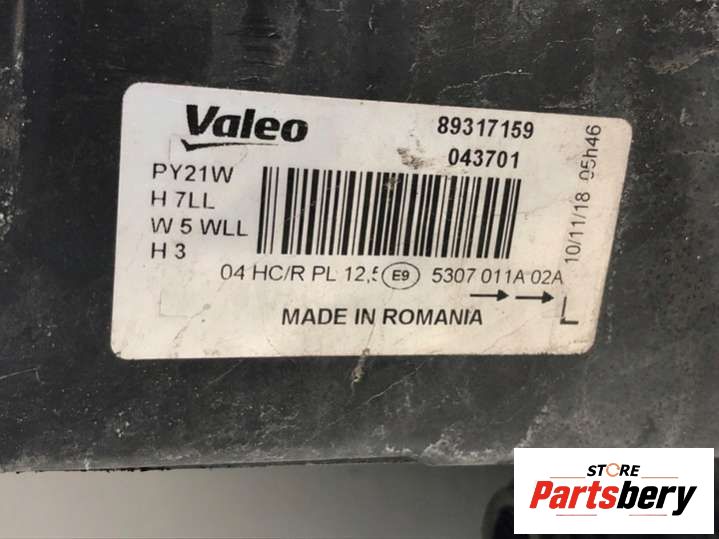 Valeo
89317159
043701
PY21W
H 7LL
W 5 WLL
H 3
04 HC/R PL 12,5 E9 5307 011A 02A
MADE IN ROMANIA
L
10/11/18 05h46
STORE
Partsbery